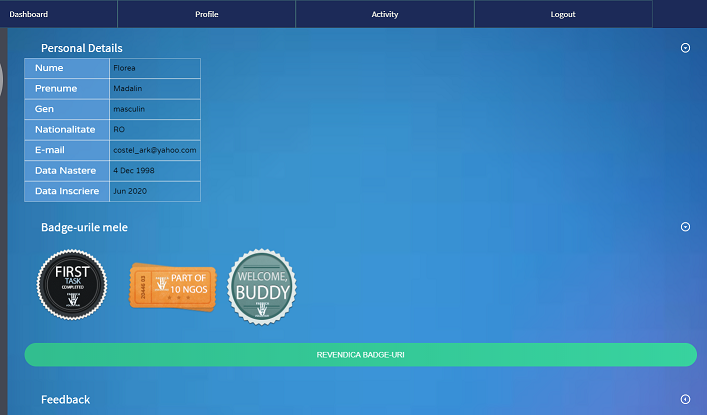 Dashboard Profile Activity Logout
Personal Details
Nume Florea
Prenume Madalin
Gen masculin
Nationalitate RO
E-mail costel_ark@yahoo.com
Data Nastere 4 Dec 1998
Data Inscriere Jun 2020
Badge-urile mele
FIRST
TASK
COMPLETED
PART OF
10 NGOS
WELCOME,
BUDDY
REVENDICA BADGE-URI
Feedback